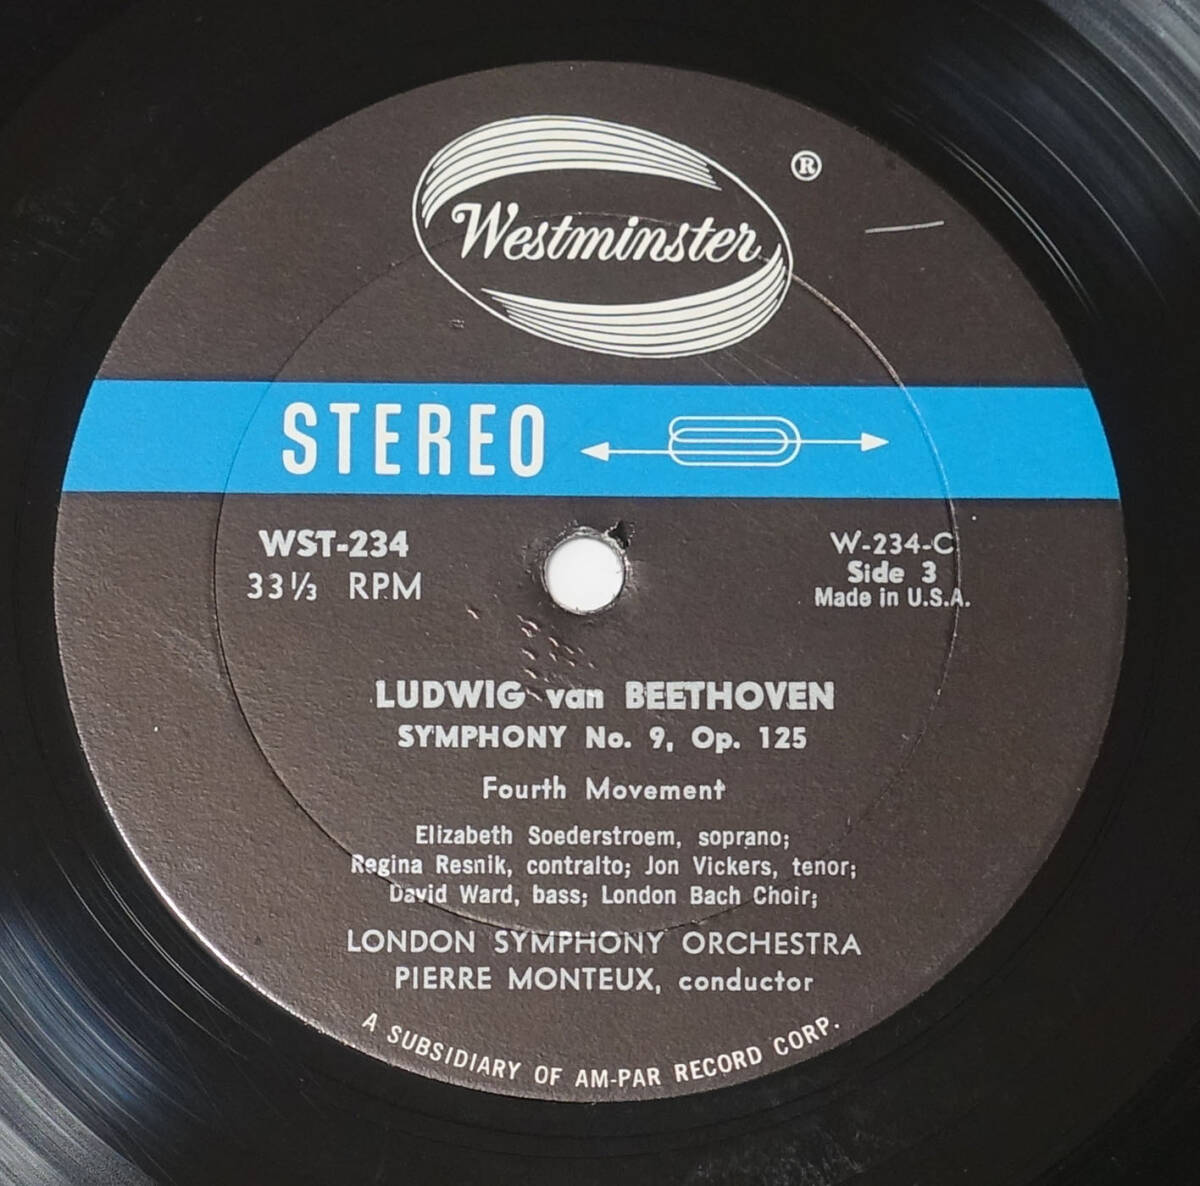 Westminster ®
STEREO
WST-234
33⅓ RPM
W-234-C
Side 3
Made in U.S.A.
LUDWIG van BEETHOVEN
SYMPHONY No. 9, Op. 125
Fourth Movement
Elizabeth Soederstroem, soprano;
Regina Resnik, contralto; Jon Vickers, tenor;
David Ward, bass; London Bach Choir;
LONDON SYMPHONY ORCHESTRA
PIERRE MONTEUX, conductor
A SUBSIDIARY OF AM-PAR RECORD CORP.